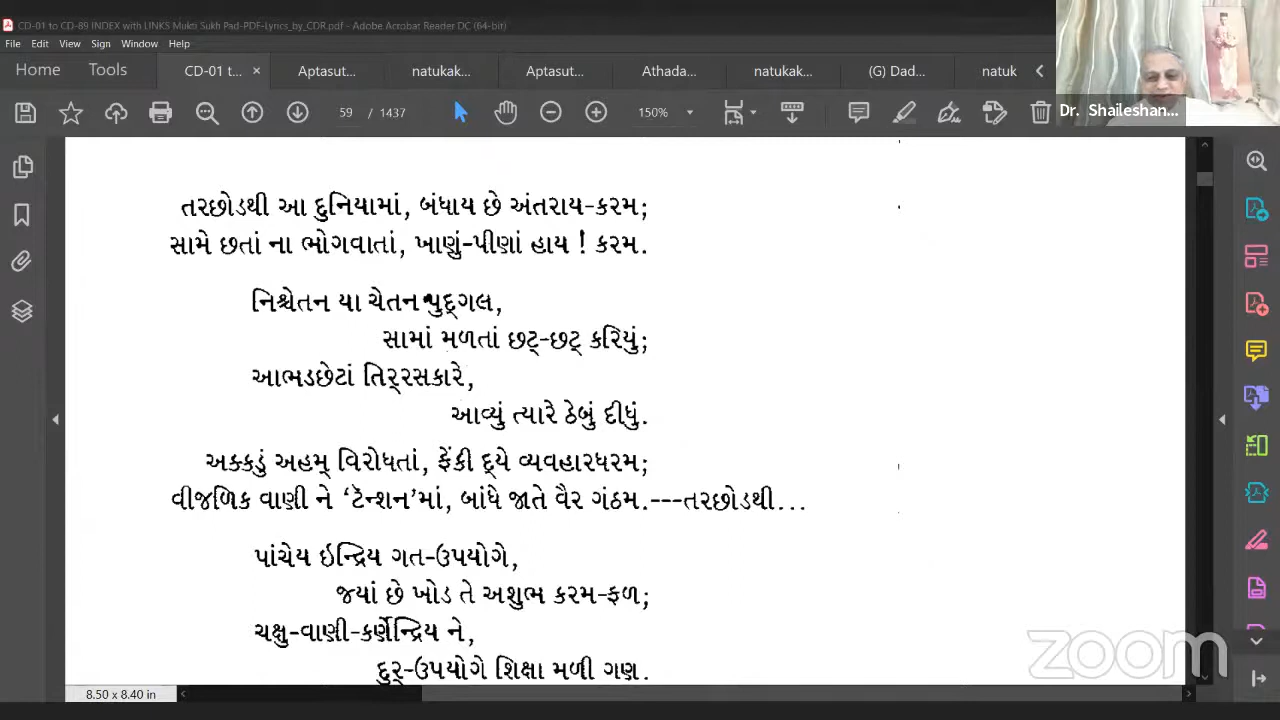 CD-01 to CD-89 INDEX with LINKS Mukti Sukh Pad-PDF-Lyrics_by_CDR.pdf - Adobe Acrobat Reader DC (64-bit)
File Edit View Sign Window Help
Home Tools CD-01 t... × Aptasut... natukak... Aptasut... Athada... natukak... (G) Dad... natuk
59 / 1437 150%
Dr. Shaileshan...
તરછોડથી આ દુનિયામાં, બંધાય છે અંતરાય-કરમ;
સામે છતાં ના ભોગવાતાં, ખાણું-પીણાં હાય ! કરમ.
નિશ્ચેતન યા ચેતન પુદ્ગલ,
સામાં મળતાં છટ્-છટ્ કરિયું;
આભડછેટાં તિર્રસકારે,
આવ્યું ત્યારે ઠેબું દીધું.
અક્કડું અહમ્ વિરોધતાં, ફેંકી દ્યે વ્યવહારધરમ;
વીજળિક વાણી ને ‘ટૅન્શન’માં, બાંધે જાતે વૈર ગંઠમ.---તરછોડથી...
પાંચેય ઇન્દ્રિય ગત-ઉપયોગે,
જ્યાં છે ખોડ તે અશુભ કરમ-ફળ;
ચક્ષુ-વાણી-કર્ણેન્દ્રિય ને,
દુર્-ઉપયોગે શિક્ષા મળી ગણ.
zoom
8.50 x 8.40 in